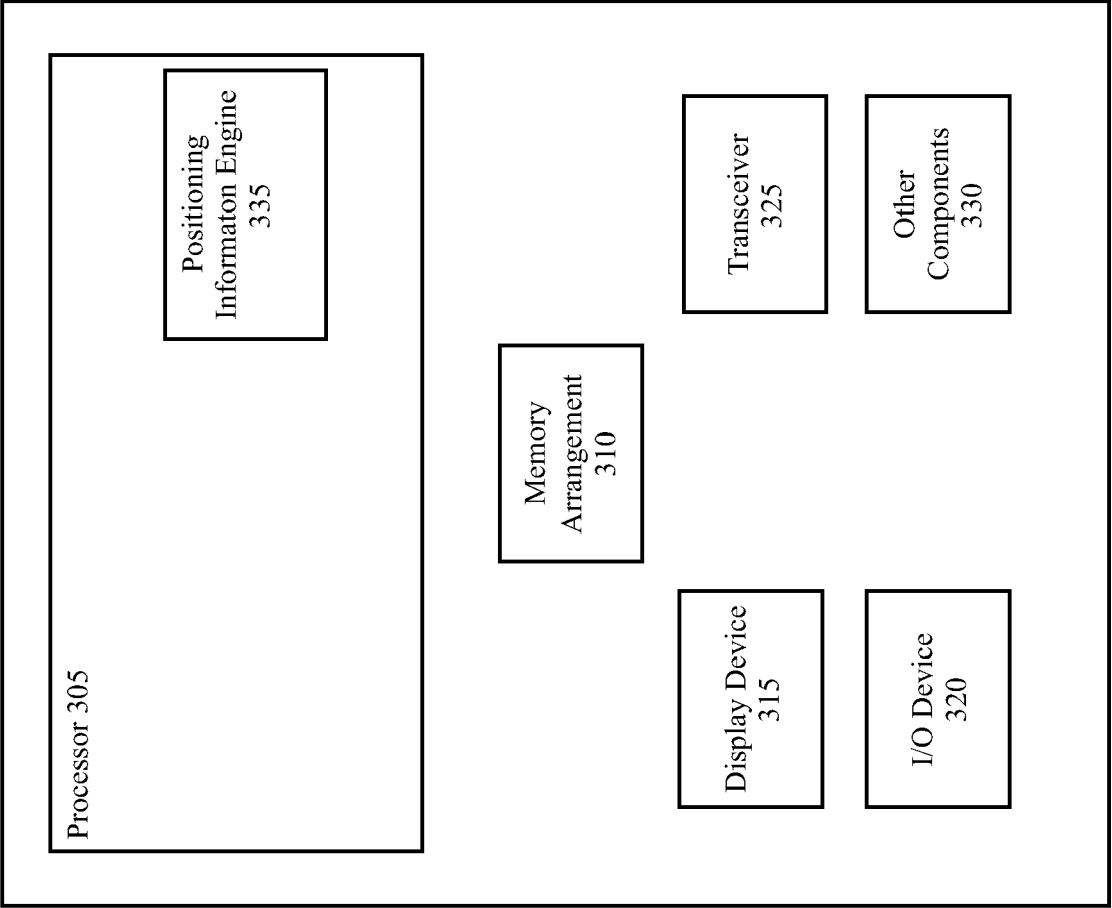 Processor 305
Positioning
Informaton Engine
335
Memory
Arrangement
310
Display Device
315
Transceiver
325
I/O Device
320
Other
Components
330